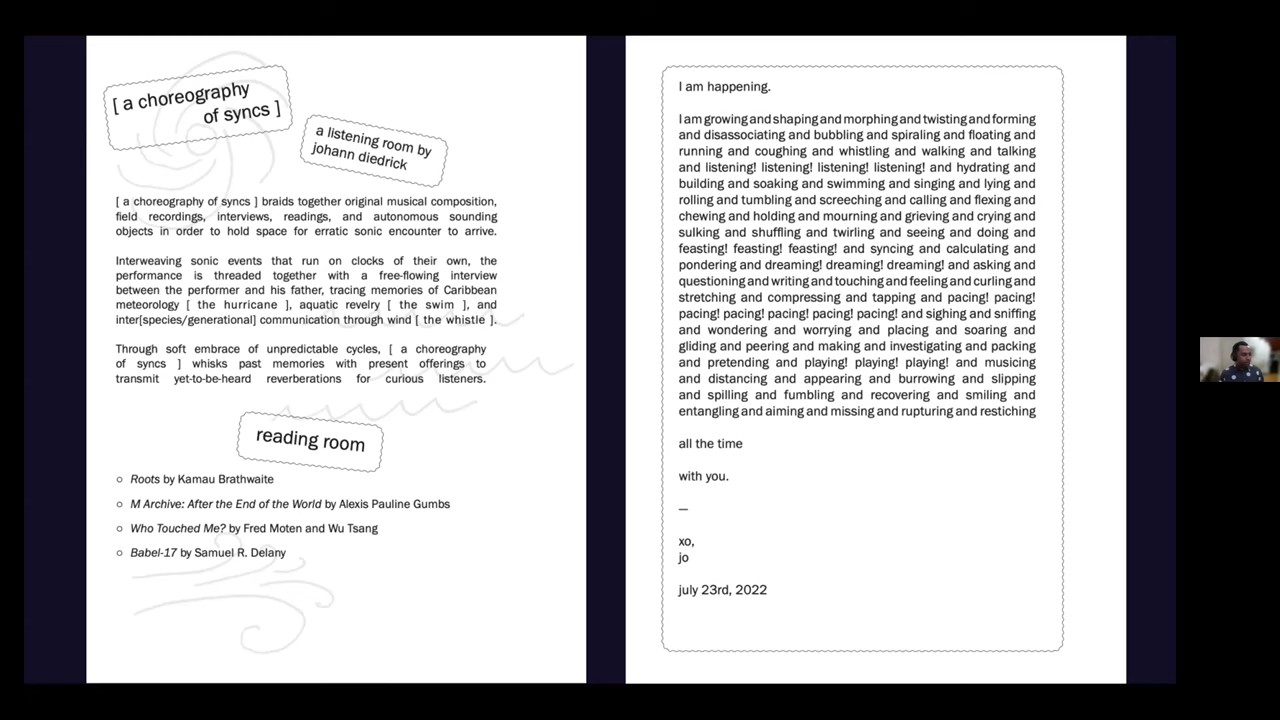 [ a choreography
of syncs ]
a listening room by
johann diedrick
[ a choreography of syncs ] braids together original musical composition,
field recordings, interviews, readings, and autonomous sounding
objects in order to hold space for erratic sonic encounter to arrive.
Interweaving sonic events that run on clocks of their own, the
performance is threaded together with a free-flowing interview
between the performer and his father, tracing memories of Caribbean
meteorology [ the hurricane ], aquatic revelry [ the swim ], and
inter[species/generational] communication through wind [ the whistle ].
Through soft embrace of unpredictable cycles, [ a choreography
of syncs ] whisks past memories with present offerings to
transmit yet-to-be-heard reverberations for curious listeners.
reading room
Roots by Kamau Brathwaite
M Archive: After the End of the World by Alexis Pauline Gumbs
Who Touched Me? by Fred Moten and Wu Tsang
Babel-17 by Samuel R. Delany
I am happening.
I am growing and shaping and morphing and twisting and forming
and disassociating and bubbling and spiraling and floating and
running and coughing and whistling and walking and talking
and listening! listening! listening! listening! and hydrating and
building and soaking and swimming and singing and lying and
rolling and tumbling and screeching and calling and flexing and
chewing and holding and mourning and grieving and crying and
sulking and shuffling and twirling and seeing and doing and
feasting! feasting! feasting! and syncing and calculating and
pondering and dreaming! dreaming! dreaming! and asking and
questioning and writing and touching and feeling and curling and
stretching and compressing and tapping and pacing! pacing!
pacing! pacing! pacing! pacing! pacing! and sighing and sniffing
and wondering and worrying and placing and soaring and
gliding and peering and making and investigating and packing
and pretending and playing! playing! playing! and musicing
and distancing and appearing and burrowing and slipping
and spilling and fumbling and recovering and smiling and
entangling and aiming and missing and rupturing and restiching
all the time
with you.
—
xo,
jo
july 23rd, 2022